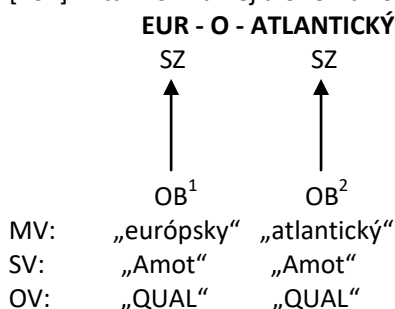 EUR - O - ATLANTICKÝ
SZ SZ
OB1 OB2
MV: „európsky“ „atlantický“
SV: „Amot“ „Amot“
OV: „QUAL“ „QUAL“